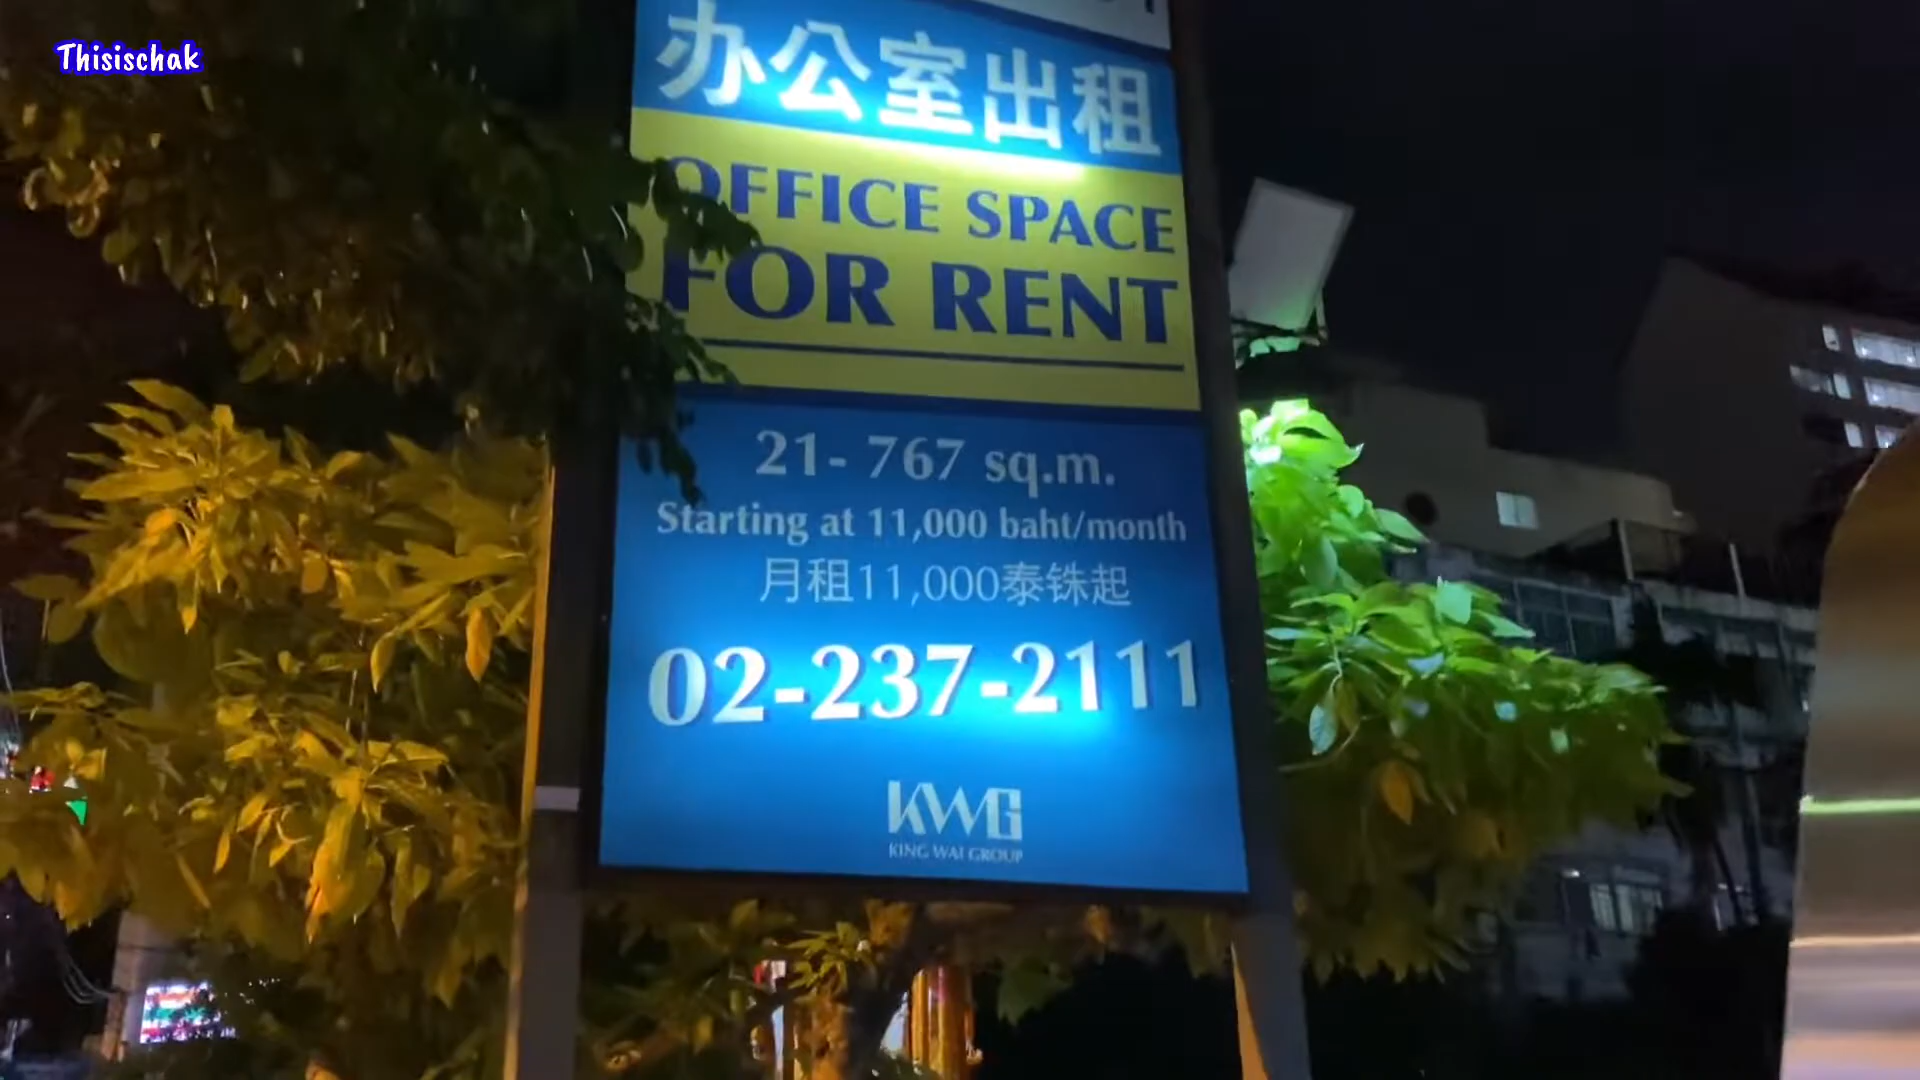 Thisischak
办公室出租
OFFICE SPACE
FOR RENT
21- 767 sq.m.
Starting at 11,000 baht/month
月租11,000泰铢起
02-237-2111
KWG
KING WAI GROUP